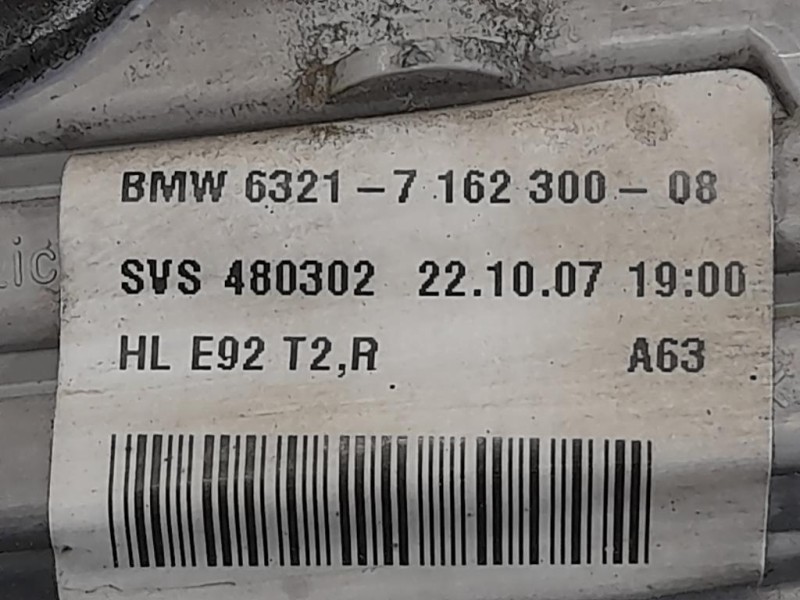 BMW 6321-7 162 300-08
SVS 480302 22.10.07 19:00
HL E92 T2,R A63